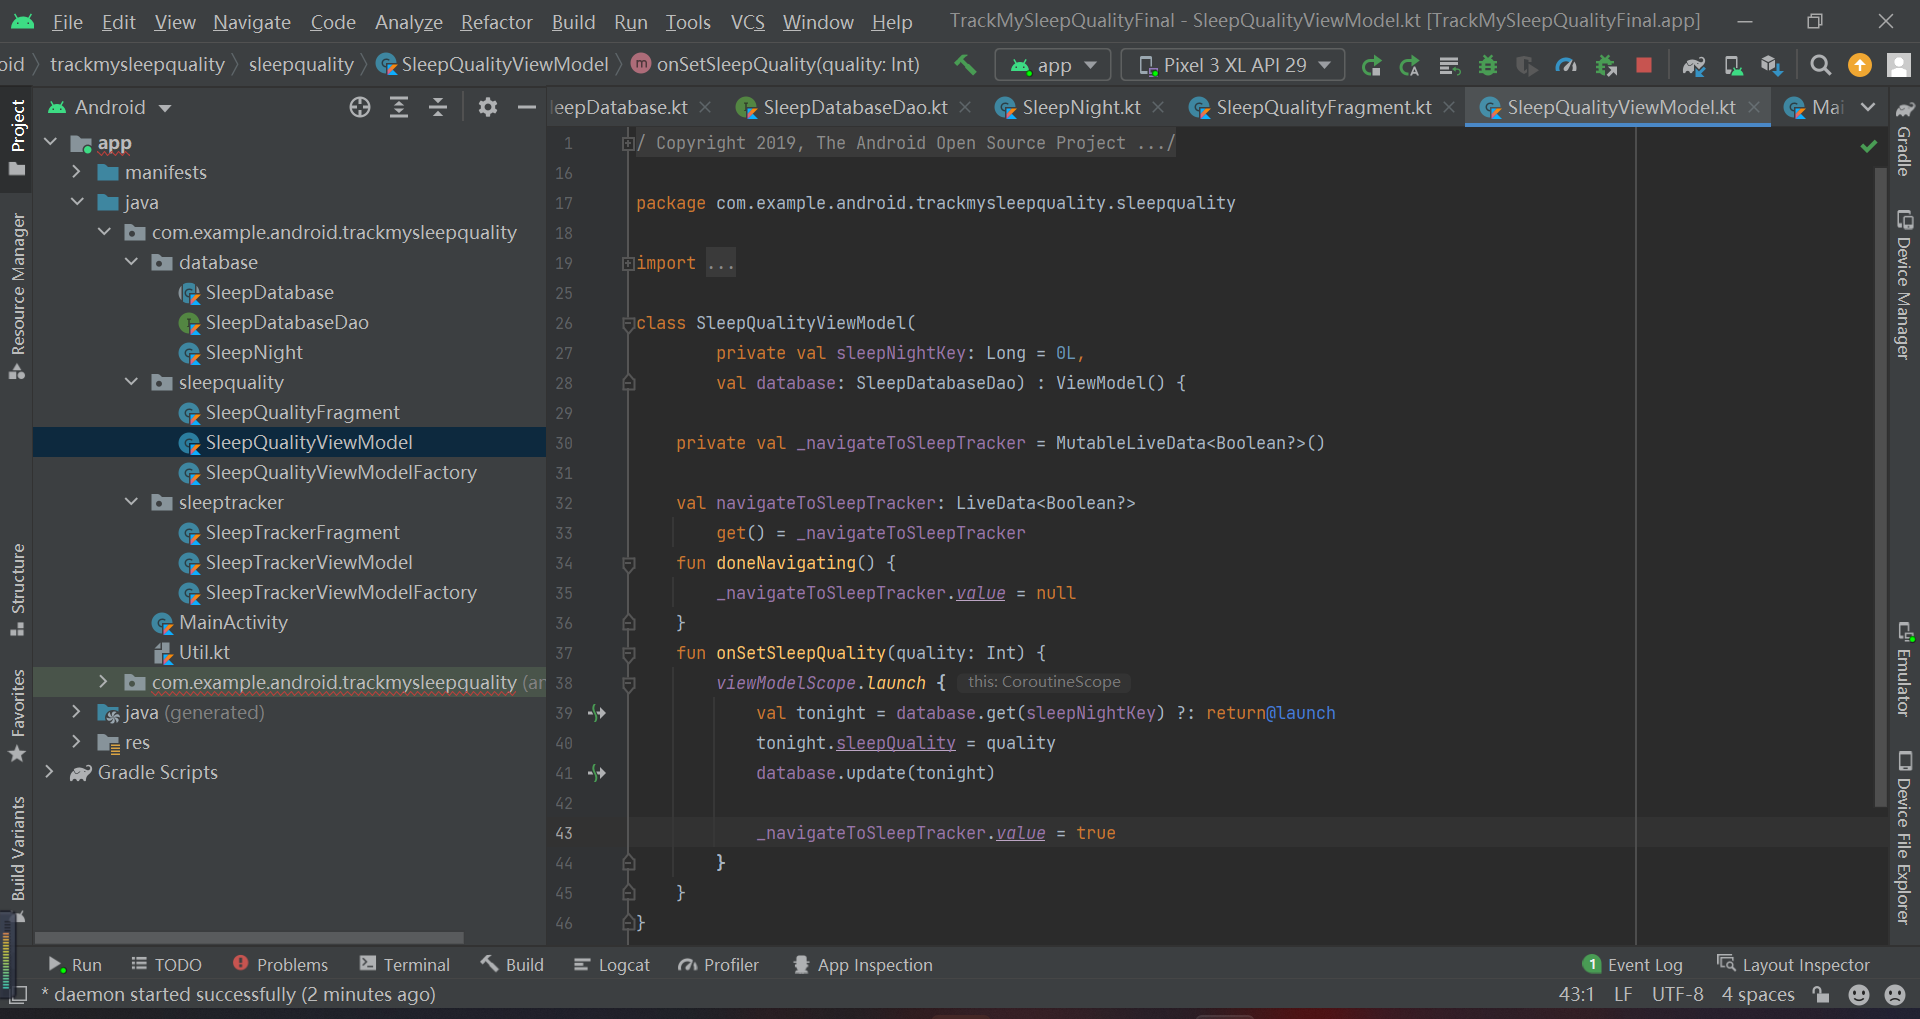 File Edit View Navigate Code Analyze Refactor Build Run Tools VCS Window Help TrackMySleepQualityFinal - SleepQualityViewModel.kt [TrackMySleepQualityFinal.app]
oid trackmysleepquality sleepquality SleepQualityViewModel m onSetSleepQuality(quality: Int) app Pixel 3 XL API 29
Android
leepDatabase.kt SleepDatabaseDao.kt SleepNight.kt SleepQualityFragment.kt SleepQualityViewModel.kt Mai
Project
Resource Manager
Structure
Favorites
Build Variants
app
manifests
java
com.example.android.trackmysleepquality
database
SleepDatabase
SleepDatabaseDao
SleepNight
sleepquality
SleepQualityFragment
SleepQualityViewModel
SleepQualityViewModelFactory
sleeptracker
SleepTrackerFragment
SleepTrackerViewModel
SleepTrackerViewModelFactory
MainActivity
Util.kt
com.example.android.trackmysleepquality (ar
java (generated)
res
Gradle Scripts
1 / Copyright 2019, The Android Open Source Project .../
16
17 package com.example.android.trackmysleepquality.sleepquality
18
19 import ...
25
26 class SleepQualityViewModel(
27 private val sleepNightKey: Long = 0L,
28 val database: SleepDatabaseDao) : ViewModel() {
29
30 private val _navigateToSleepTracker = MutableLiveData<Boolean?>()
31
32 val navigateToSleepTracker: LiveData<Boolean?>
33 get() = _navigateToSleepTracker
34 fun doneNavigating() {
35 _navigateToSleepTracker.value = null
36 }
37 fun onSetSleepQuality(quality: Int) {
38 viewModelScope.launch { this: CoroutineScope
39 val tonight = database.get(sleepNightKey) ?: return@launch
40 tonight.sleepQuality = quality
41 database.update(tonight)
42
43 _navigateToSleepTracker.value = true
44 }
45 }
46 }
Gradle
Device Manager
Emulator
Device File Explorer
Run TODO Problems Terminal Build Logcat Profiler App Inspection 1 Event Log Layout Inspector
* daemon started successfully (2 minutes ago) 43:1 LF UTF-8 4 spaces